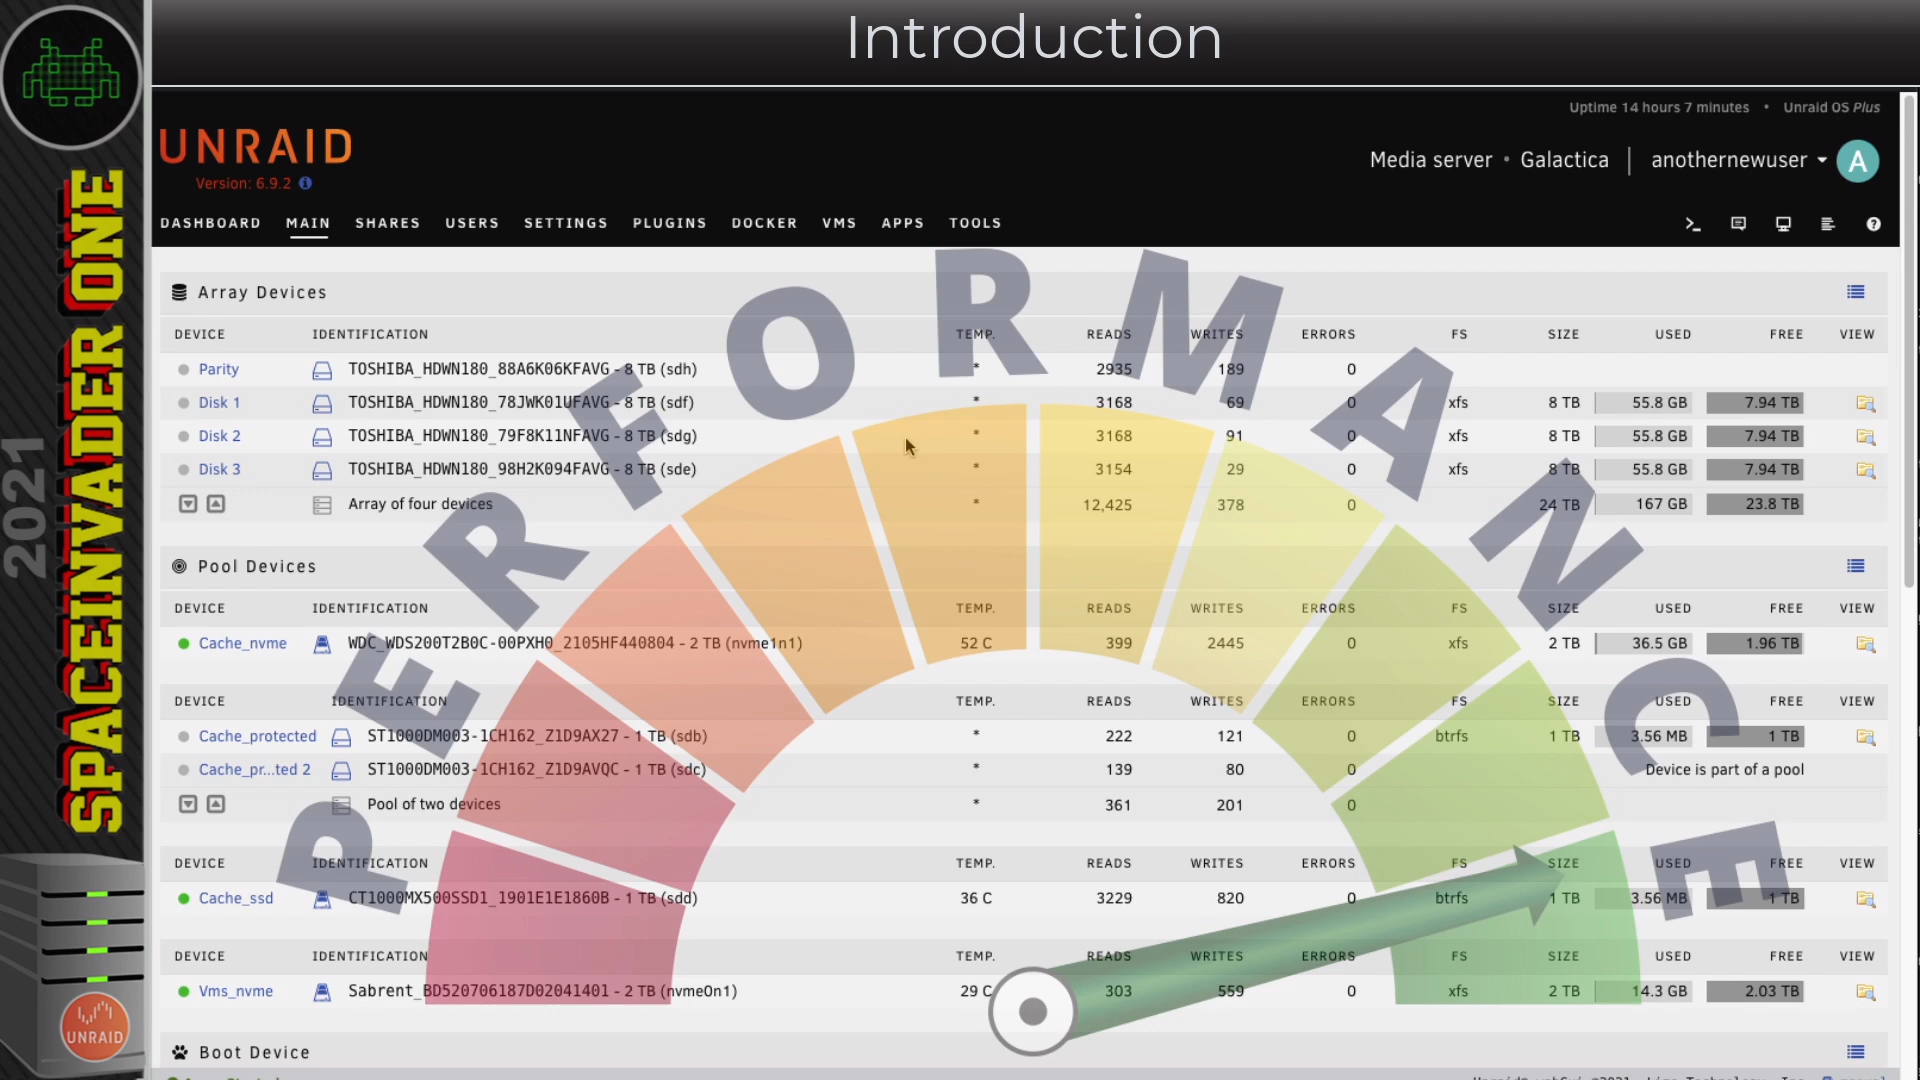 Introduction
2021
SPACEINVADER ONE
UNRAID
Uptime 14 hours 7 minutes • Unraid OS Plus
UNRAID
Version: 6.9.2
Media server • Galactica | anothernewuser A
DASHBOARD MAIN SHARES USERS SETTINGS PLUGINS DOCKER VMS APPS TOOLS
PERFORMANCE
Array Devices
DEVICE IDENTIFICATION TEMP. READS WRITES ERRORS FS SIZE USED FREE VIEW
Parity TOSHIBA_HDWN180_88A6K06KFAVG - 8 TB (sdh) * 2935 189 0
Disk 1 TOSHIBA_HDWN180_78JWK01UFAVG - 8 TB (sdf) * 3168 69 0 xfs 8 TB 55.8 GB 7.94 TB
Disk 2 TOSHIBA_HDWN180_79F8K11NFAVG - 8 TB (sdg) * 3168 91 0 xfs 8 TB 55.8 GB 7.94 TB
Disk 3 TOSHIBA_HDWN180_98H2K094FAVG - 8 TB (sde) * 3154 29 0 xfs 8 TB 55.8 GB 7.94 TB
Array of four devices * 12,425 378 0 24 TB 167 GB 23.8 TB
Pool Devices
DEVICE IDENTIFICATION TEMP. READS WRITES ERRORS FS SIZE USED FREE VIEW
Cache_nvme WDC_WDS200T2B0C-00PXH0_2105HF440804 - 2 TB (nvme1n1) 52 C 399 2445 0 xfs 2 TB 36.5 GB 1.96 TB
DEVICE IDENTIFICATION TEMP. READS WRITES ERRORS FS SIZE USED FREE VIEW
Cache_protected ST1000DM003-1CH162_Z1D9AX27 - 1 TB (sdb) * 222 121 0 btrfs 1 TB 3.56 MB 1 TB
Cache_pr...ted 2 ST1000DM003-1CH162_Z1D9AVQC - 1 TB (sdc) * 139 80 0 Device is part of a pool
Pool of two devices * 361 201 0
DEVICE IDENTIFICATION TEMP. READS WRITES ERRORS FS SIZE USED FREE VIEW
Cache_ssd CT1000MX500SSD1_1901E1E1860B - 1 TB (sdd) 36 C 3229 820 0 btrfs 1 TB 3.56 MB 1 TB
DEVICE IDENTIFICATION TEMP. READS WRITES ERRORS FS SIZE USED FREE VIEW
Vms_nvme Sabrent_BD520706187D02041401 - 2 TB (nvme0n1) 29 C 303 559 0 xfs 2 TB 14.3 GB 2.03 TB
Boot Device